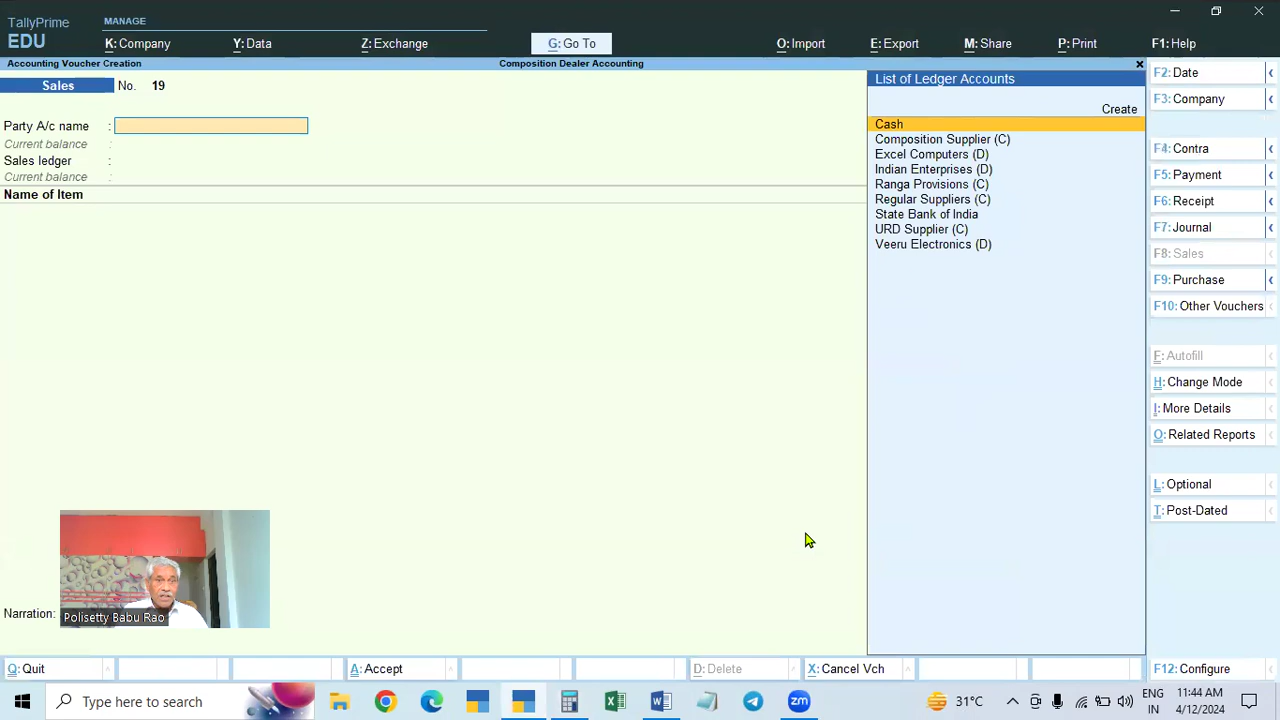 TallyPrime
EDU
MANAGE
K: Company
Y: Data
Z: Exchange
G: Go To
O: Import
E: Export
M: Share
P: Print
F1: Help
Accounting Voucher Creation
Composition Dealer Accounting
×
Sales
No. 19
Party A/c name :
Current balance :
Sales ledger :
Current balance :
Name of Item
Narration:
Polisetty Babu Rao
List of Ledger Accounts
Create
Cash
Composition Supplier (C)
Excel Computers (D)
Indian Enterprises (D)
Ranga Provisions (C)
Regular Suppliers (C)
State Bank of India
URD Supplier (C)
Veeru Electronics (D)
F2: Date
F3: Company
F4: Contra
F5: Payment
F6: Receipt
F7: Journal
F8: Sales
F9: Purchase
F10: Other Vouchers
F: Autofill
H: Change Mode
I: More Details
O: Related Reports
L: Optional
T: Post-Dated
Q: Quit
A: Accept
D: Delete
X: Cancel Vch
F12: Configure
Type here to search
31°C
ENG
IN
11:44 AM
4/12/2024